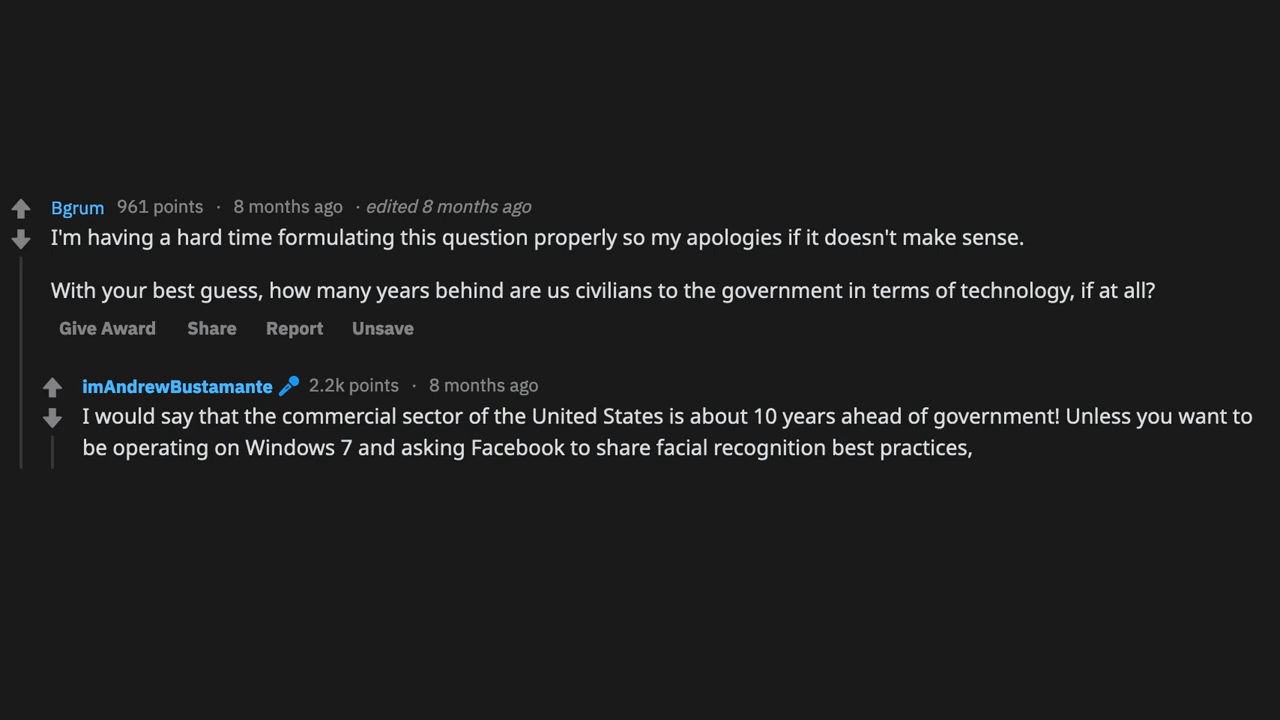 Bgrum 961 points · 8 months ago · edited 8 months ago
I'm having a hard time formulating this question properly so my apologies if it doesn't make sense.
With your best guess, how many years behind are us civilians to the government in terms of technology, if at all?
Give Award Share Report Unsave
imAndrewBustamante 2.2k points · 8 months ago
I would say that the commercial sector of the United States is about 10 years ahead of government! Unless you want to
be operating on Windows 7 and asking Facebook to share facial recognition best practices,